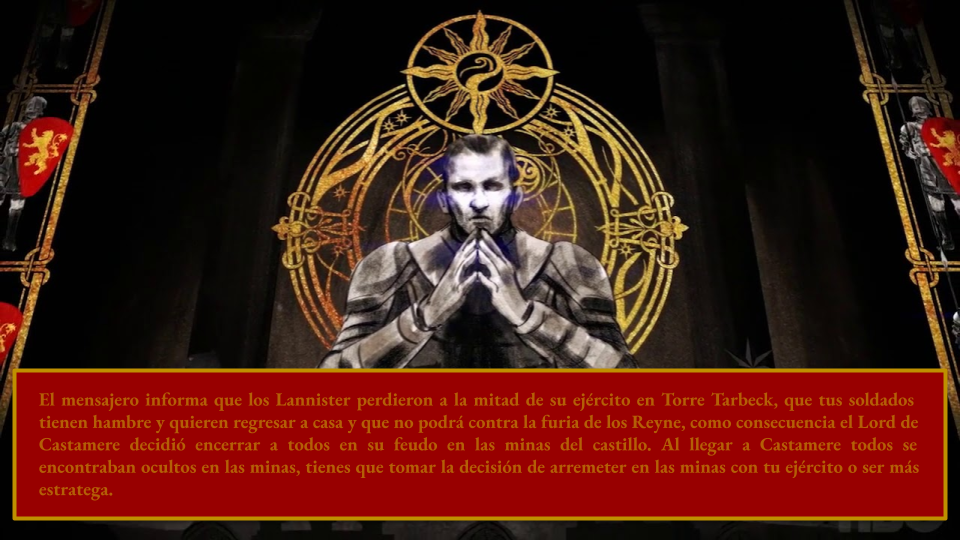 El mensajero informa que los Lannister perdieron a la mitad de su ejército en Torre Tarbeck, que tus soldados
tienen hambre y quieren regresar a casa y que no podrá contra la furia de los Reyne, como consecuencia el Lord de
Castamere decidió encerrar a todos en su feudo en las minas del castillo. Al llegar a Castamere todos se
encontraban ocultos en las minas, tienes que tomar la decisión de arremeter en las minas con tu ejército o ser más
estratega.